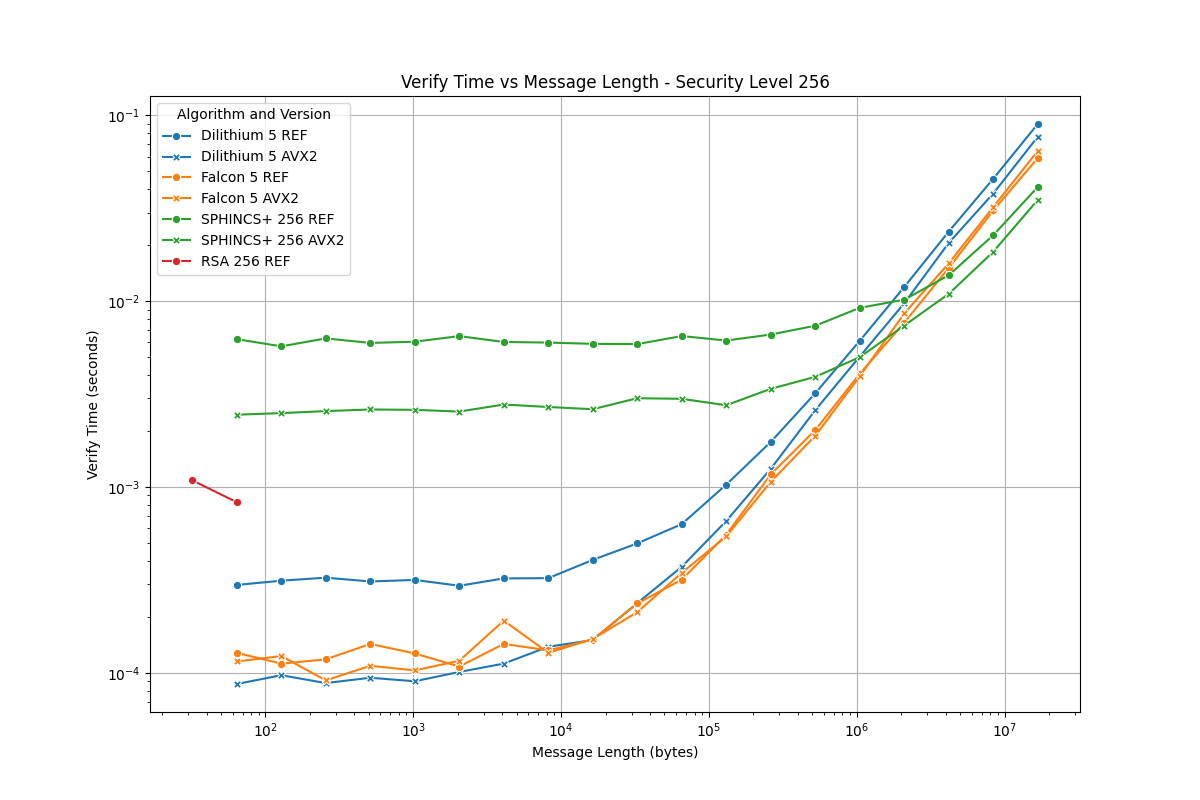 Verify Time vs Message Length - Security Level 256
Algorithm and Version
Dilithium 5 REF
Dilithium 5 AVX2
Falcon 5 REF
Falcon 5 AVX2
SPHINCS+ 256 REF
SPHINCS+ 256 AVX2
RSA 256 REF
Verify Time (seconds)
10⁻¹
10⁻²
10⁻³
10⁻⁴
10² 10³ 10⁴ 10⁵ 10⁶ 10⁷
Message Length (bytes)